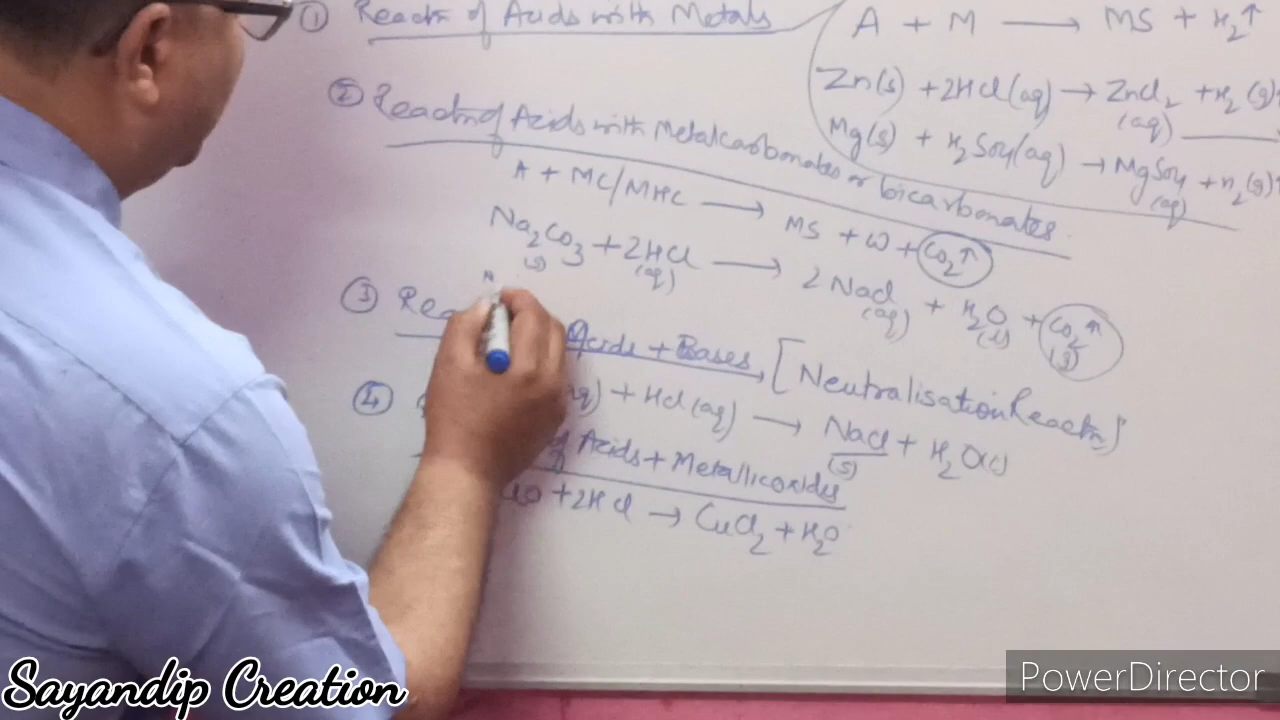 ① Reactn of Acids with Metals
A + M ⟶ MS + H₂↑
Zn(s) + 2HCl(aq) → ZnCl₂ (aq) + H₂(g)↑
Mg(s) + H₂SO₄(aq) → MgSO₄ (aq) + H₂(g)↑
② Reactn of Acids with Metalcarbonates or bicarbonates
A + MC/MHC ⟶ MS + W + CO₂↑
Na₂CO₃ (s) + 2HCl (aq) ⟶ 2NaCl (aq) + H₂O (l) + CO₂↑ (g)
③ Acids + Bases, [Neutralisation Reactn]
aq) + HCl(aq) ⟶ NaCl (s) + H₂O(l)
④ of Acids + Metallicoxides
+ 2HCl → CuCl₂ + H₂O
Sayandip Creation
PowerDirector